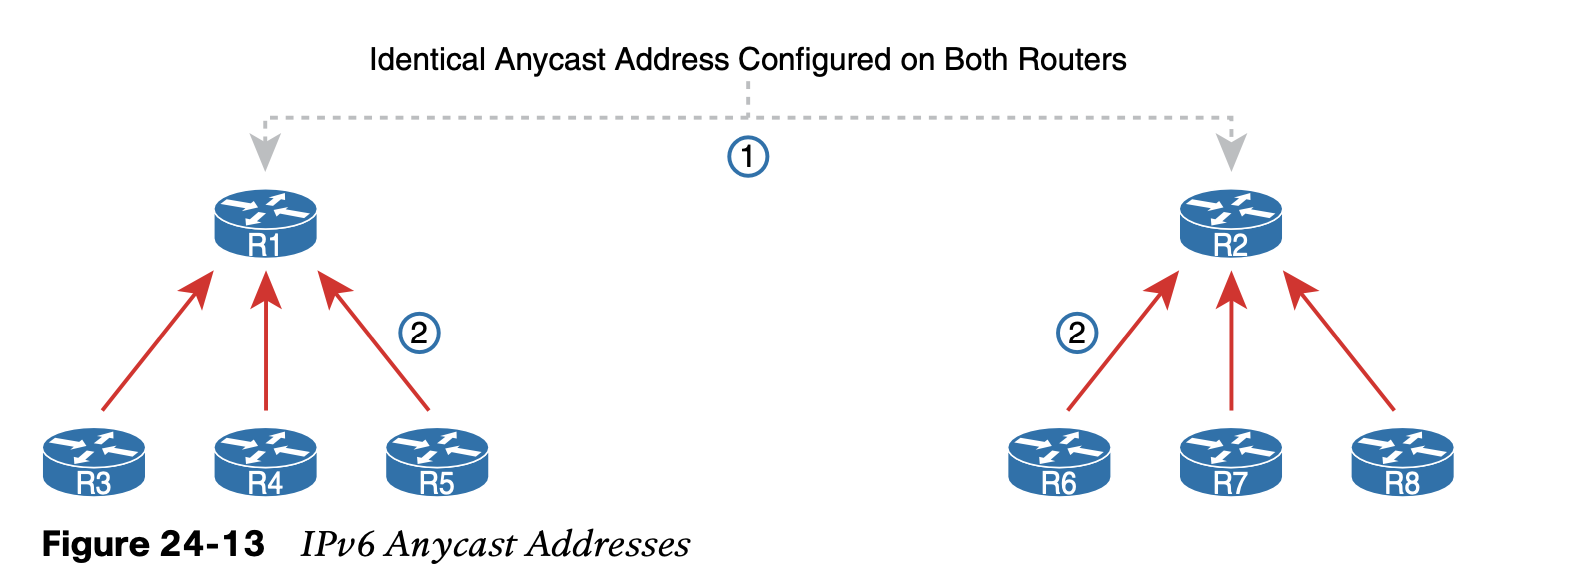 Identical Anycast Address Configured on Both Routers
1
R1
R2
2
2
R3
R4
R5
R6
R7
R8
Figure 24-13 IPv6 Anycast Addresses